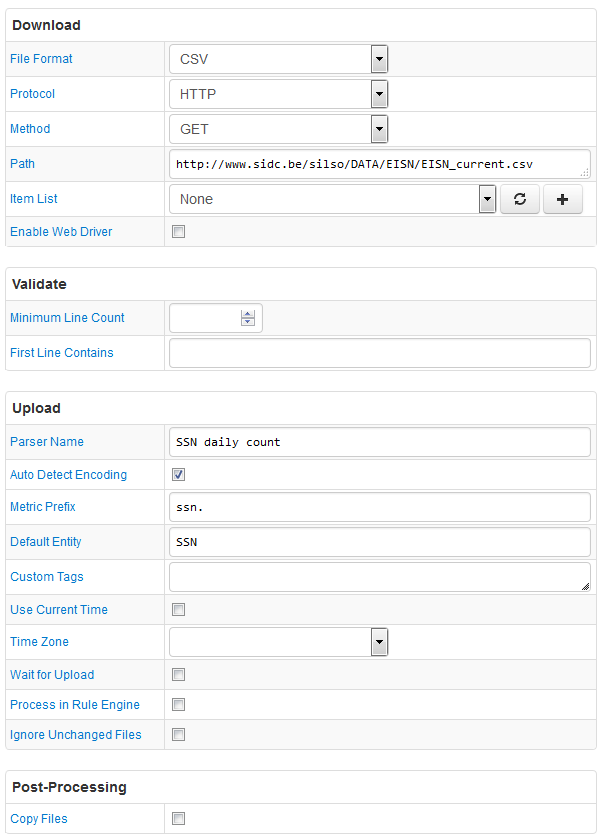 Download
File Format CSV
Protocol HTTP
Method GET
Path http://www.sidc.be/silso/DATA/EISN/EISN_current.csv
Item List None
Enable Web Driver
Validate
Minimum Line Count
First Line Contains
Upload
Parser Name SSN daily count
Auto Detect Encoding
Metric Prefix ssn.
Default Entity SSN
Custom Tags
Use Current Time
Time Zone
Wait for Upload
Process in Rule Engine
Ignore Unchanged Files
Post-Processing
Copy Files